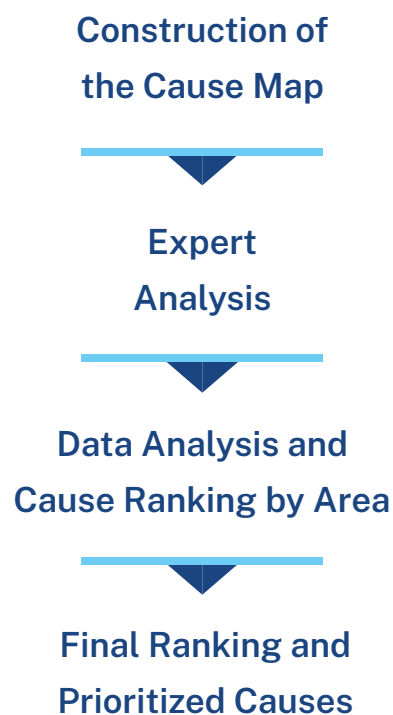 Construction of
the Cause Map
Expert
Analysis
Data Analysis and
Cause Ranking by Area
Final Ranking and
Prioritized Causes